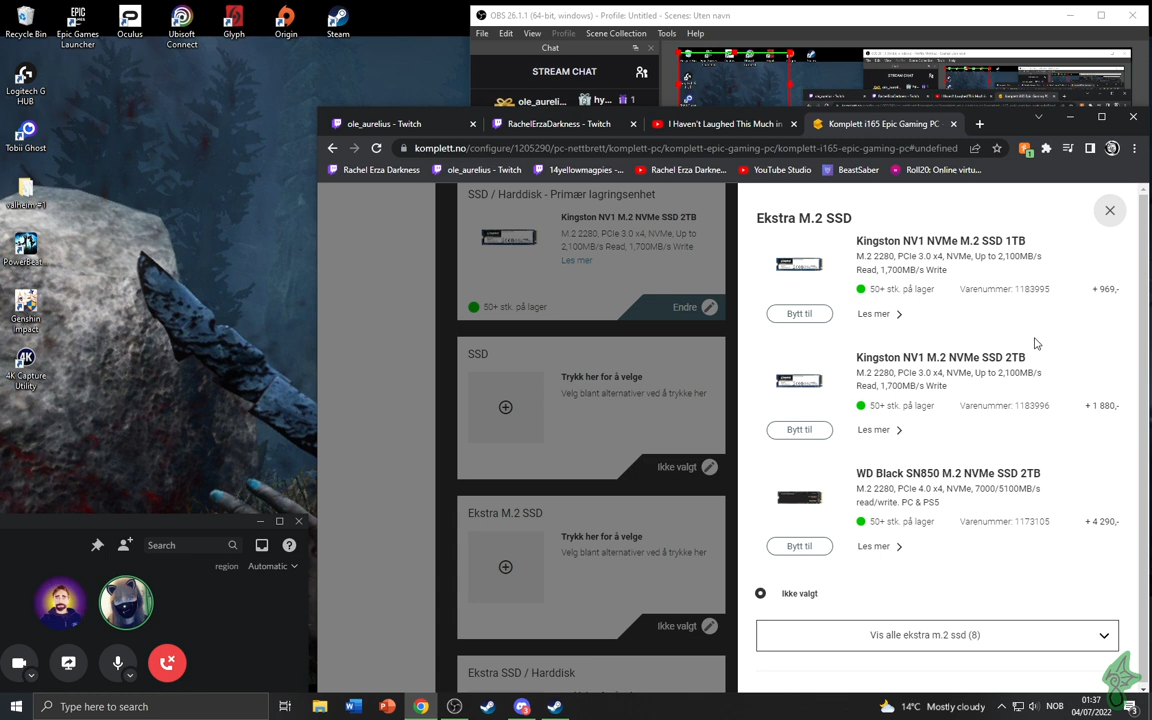 Recycle Bin
Epic Games Launcher
Oculus
Ubisoft Connect
Glyph
Origin
Steam
Logitech G HUB
Tobii Ghost
valheim #1
PowerBeat...
Genshin Impact
4K Capture Utility
OBS 26.1.1 (64-bit, windows) - Profile: Untitled - Scenes: Uten navn
File Edit View Profile Scene Collection Tools Help
Chat
STREAM CHAT
ole_aureli... hy... 1
ole_aurelius - Twitch
RachelErzaDarkness - Twitch
I Haven't Laughed This Much in
Komplett i165 Epic Gaming PC
komplett.no/configure/1205290/pc-nettbrett/komplett-pc/komplett-epic-gaming-pc/komplett-i165-epic-gaming-pc#undefined
Rachel Erza Darkness
ole_aurelius - Twitch
14yellowmagpies -...
Rachel Erza Darkne...
YouTube Studio
BeastSaber
Roll20: Online virtu...
SSD / Harddisk - Primær lagringsenhet
Kingston NV1 M.2 NVMe SSD 2TB
M.2 2280, PCIe 3.0 x4, NVMe, Up to
2,100MB/s Read, 1,700MB/s Write
Les mer
50+ stk. på lager
Endre
SSD
Trykk her for å velge
Velg blant alternativer ved å trykke her
Ikke valgt
Ekstra M.2 SSD
Trykk her for å velge
Velg blant alternativer ved å trykke her
Ikke valgt
Ekstra SSD / Harddisk
Ekstra M.2 SSD
Kingston NV1 NVMe M.2 SSD 1TB
M.2 2280, PCIe 3.0 x4, NVMe, Up to 2,100MB/s
Read, 1,700MB/s Write
50+ stk. på lager Varenummer: 1183995 + 969,-
Bytt til Les mer
Kingston NV1 M.2 NVMe SSD 2TB
M.2 2280, PCIe 3.0 x4, NVMe, Up to 2,100MB/s
Read, 1,700MB/s Write
50+ stk. på lager Varenummer: 1183996 + 1 880,-
Bytt til Les mer
WD Black SN850 M.2 NVMe SSD 2TB
M.2 2280, PCIe 4.0 x4, NVMe, 7000/5100MB/s
read/write. PC & PS5
50+ stk. på lager Varenummer: 1173105 + 4 290,-
Bytt til Les mer
Ikke valgt
Vis alle ekstra m.2 ssd (8)
Search
region Automatic
Type here to search
14°C Mostly cloudy
NOB
01:37
04/07/2022
3